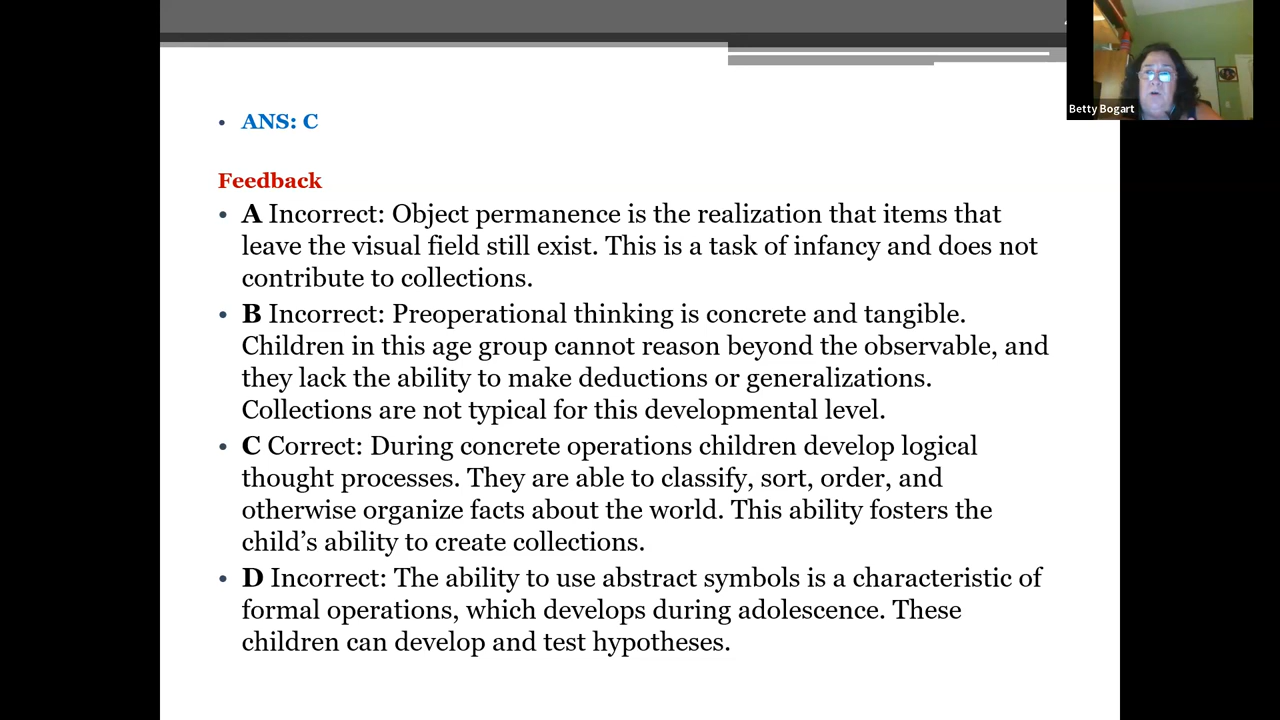 ANS: C
Feedback
A Incorrect: Object permanence is the realization that items that
leave the visual field still exist. This is a task of infancy and does not
contribute to collections.
B Incorrect: Preoperational thinking is concrete and tangible.
Children in this age group cannot reason beyond the observable, and
they lack the ability to make deductions or generalizations.
Collections are not typical for this developmental level.
C Correct: During concrete operations children develop logical
thought processes. They are able to classify, sort, order, and
otherwise organize facts about the world. This ability fosters the
child’s ability to create collections.
D Incorrect: The ability to use abstract symbols is a characteristic of
formal operations, which develops during adolescence. These
children can develop and test hypotheses.
Betty Bogart